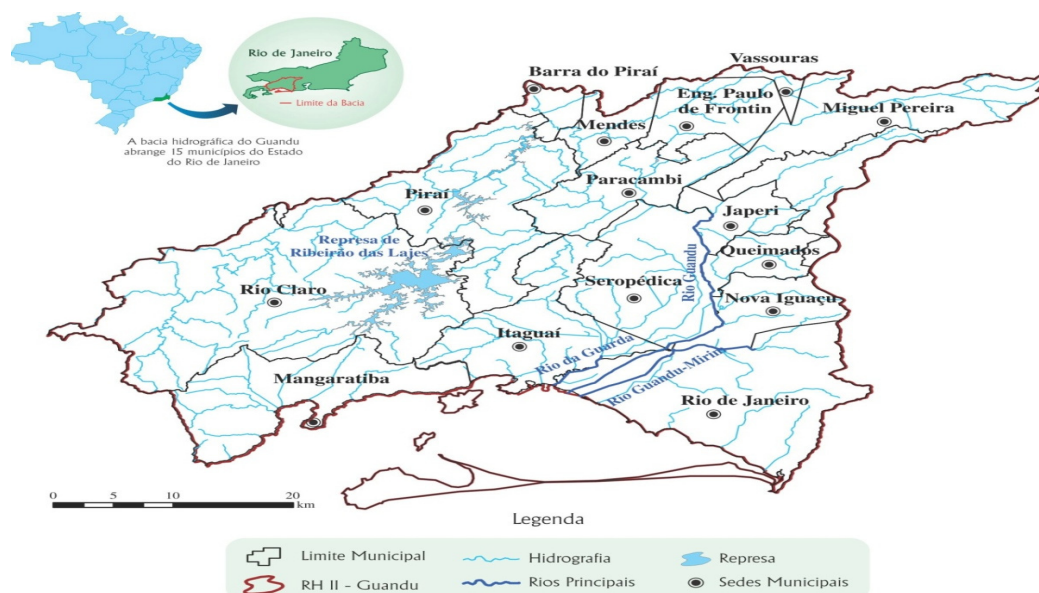 Rio de Janeiro
Limite da Bacia
A bacia hidrográfica do Guandu
abrange 15 municípios do Estado
do Rio de Janeiro
Vassouras
Barra do Piraí
Eng. Paulo
de Frontin
Miguel Pereira
Mendes
Paracambi
Piraí
Japeri
Represa de
Ribeirão das Lajes
Queimados
Rio Guandu
Seropédica
Rio Claro
Nova Iguaçu
Itaguaí
Rio da Guarda
Rio Guandu-Mirim
Mangaratiba
Rio de Janeiro
0 5 10 20
km
Legenda
Limite Municipal
Hidrografia
Represa
RH II - Guandu
Rios Principais
Sedes Municipais